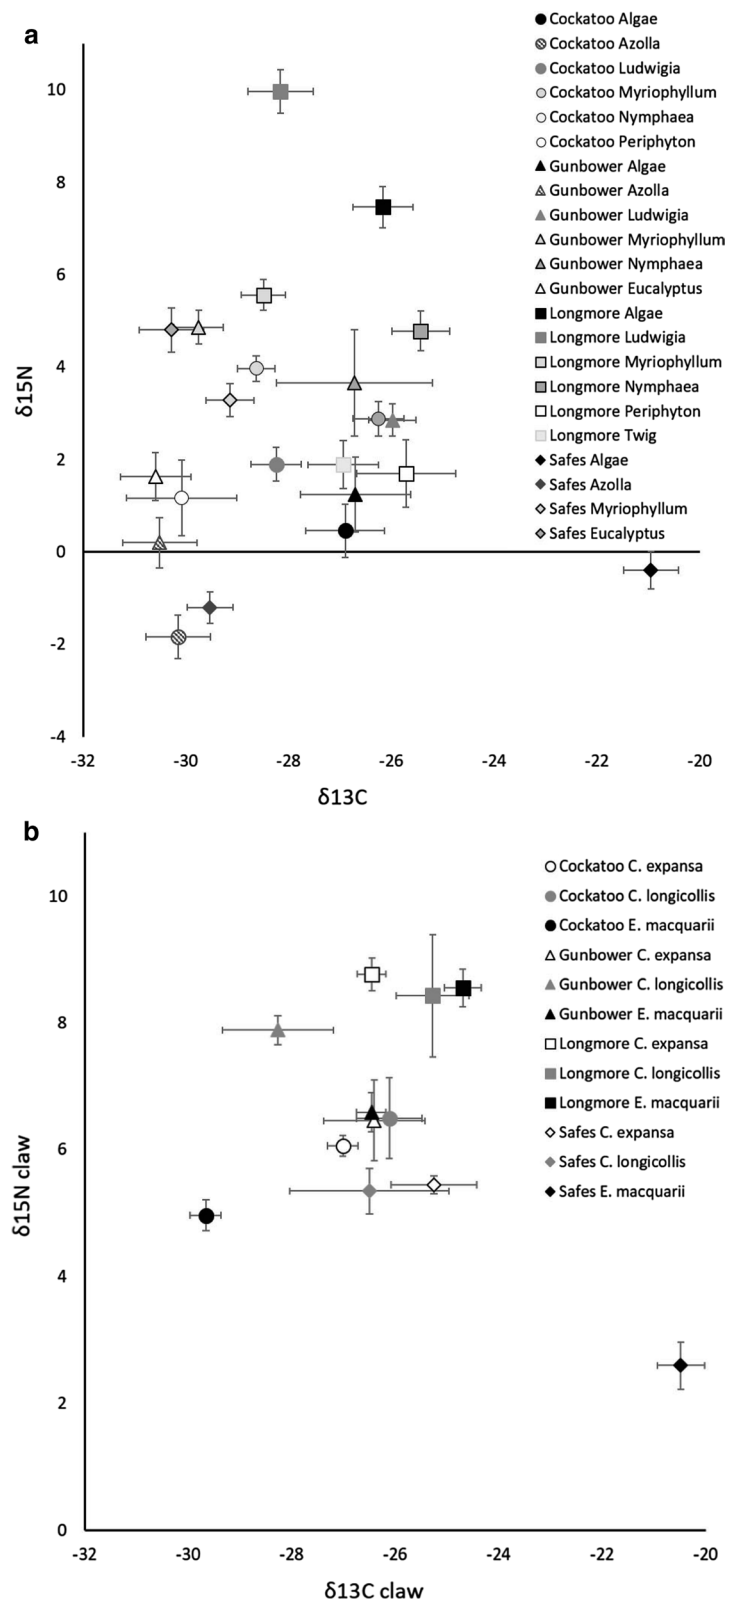 a
Cockatoo Algae
Cockatoo Azolla
Cockatoo Ludwigia
Cockatoo Myriophyllum
Cockatoo Nymphaea
Cockatoo Periphyton
Gunbower Algae
Gunbower Azolla
Gunbower Ludwigia
Gunbower Myriophyllum
Gunbower Nymphaea
Gunbower Eucalyptus
Longmore Algae
Longmore Ludwigia
Longmore Myriophyllum
Longmore Nymphaea
Longmore Periphyton
Longmore Twig
Safes Algae
Safes Azolla
Safes Myriophyllum
Safes Eucalyptus
10
8
6
4
2
0
-2
-4
δ15N
-32 -30 -28 -26 -24 -22 -20
δ13C
b
Cockatoo C. expansa
Cockatoo C. longicollis
Cockatoo E. macquarii
Gunbower C. expansa
Gunbower C. longicollis
Gunbower E. macquarii
Longmore C. expansa
Longmore C. longicollis
Longmore E. macquarii
Safes C. expansa
Safes C. longicollis
Safes E. macquarii
10
8
6
4
2
0
δ15N claw
-32 -30 -28 -26 -24 -22 -20
δ13C claw